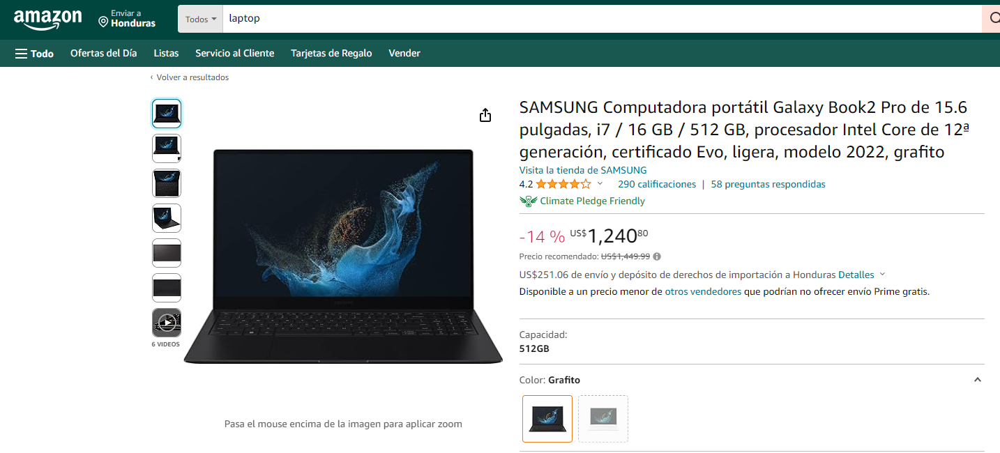 amazon
Enviar a
Honduras
Todos
laptop
Todo
Ofertas del Día
Listas
Servicio al Cliente
Tarjetas de Regalo
Vender
‹ Volver a resultados
SAMSUNG Computadora portátil Galaxy Book2 Pro de 15.6
pulgadas, i7 / 16 GB / 512 GB, procesador Intel Core de 12ª
generación, certificado Evo, ligera, modelo 2022, grafito
Visita la tienda de SAMSUNG
4.2 290 calificaciones | 58 preguntas respondidas
Climate Pledge Friendly
-14 % US$1,24080
Precio recomendado: US$1,449.99
US$251.06 de envío y depósito de derechos de importación a Honduras Detalles
Disponible a un precio menor de otros vendedores que podrían no ofrecer envío Prime gratis.
Capacidad:
512GB
Color: Grafito
6 VIDEOS
Pasa el mouse encima de la imagen para aplicar zoom